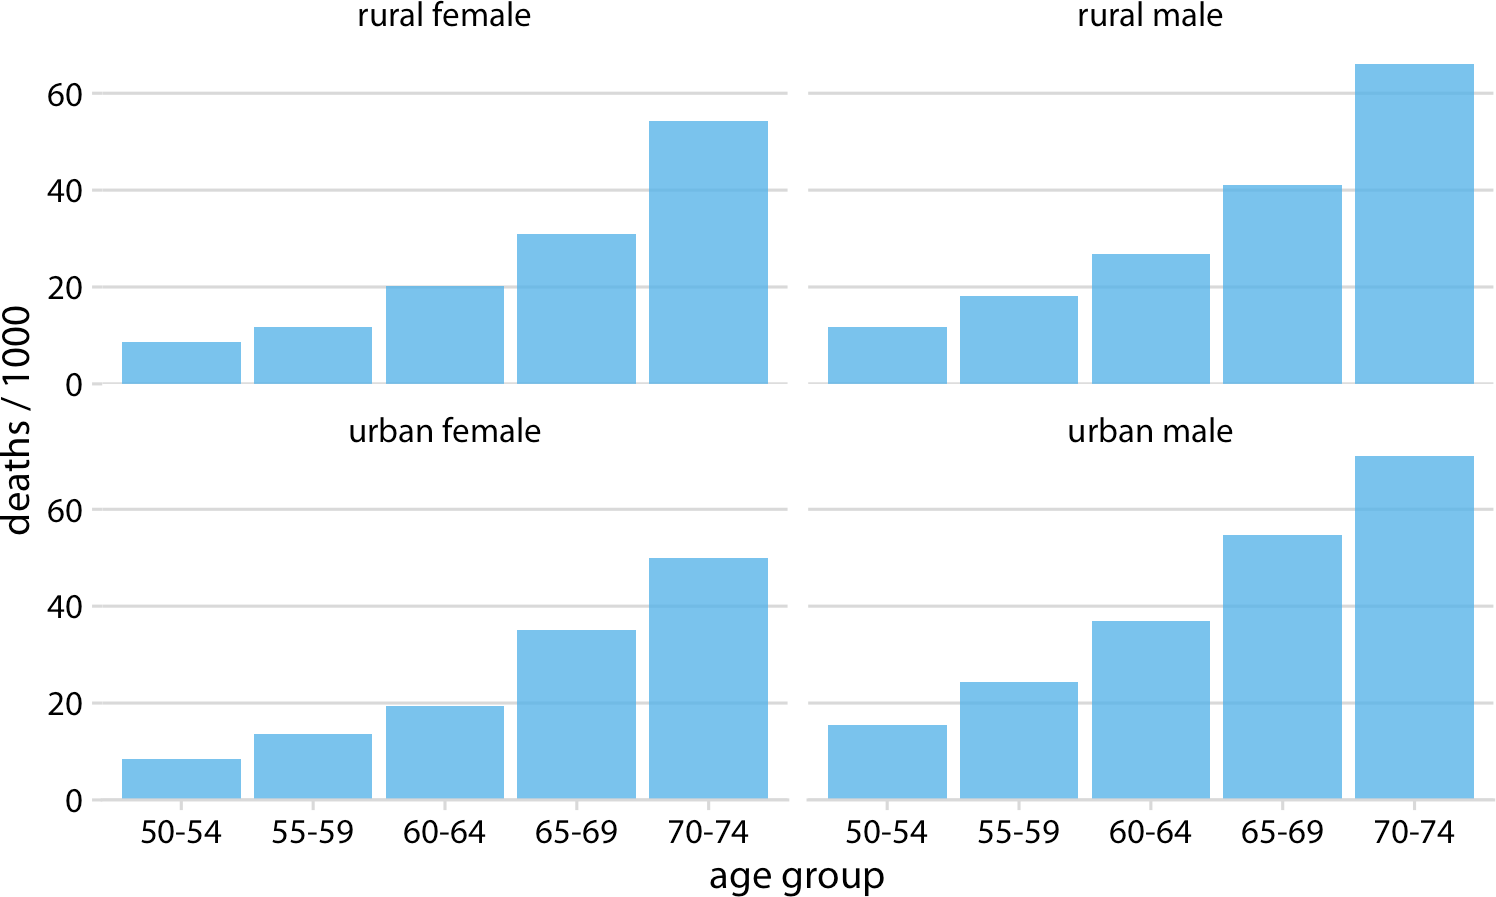 rural female
rural male
60
40
20
0
urban female
urban male
60
40
20
0
50-54 55-59 60-64 65-69 70-74
50-54 55-59 60-64 65-69 70-74
age group
deaths / 1000